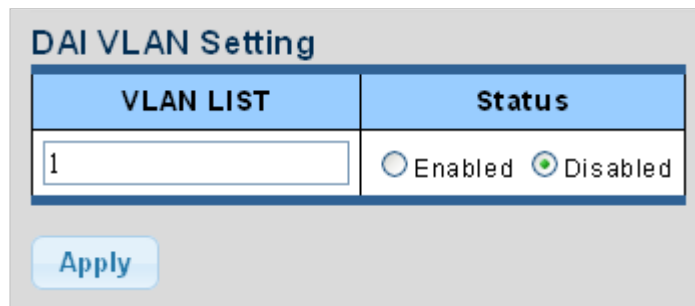 DAI VLAN Setting
VLAN LIST Status
1 Enabled Disabled
Apply